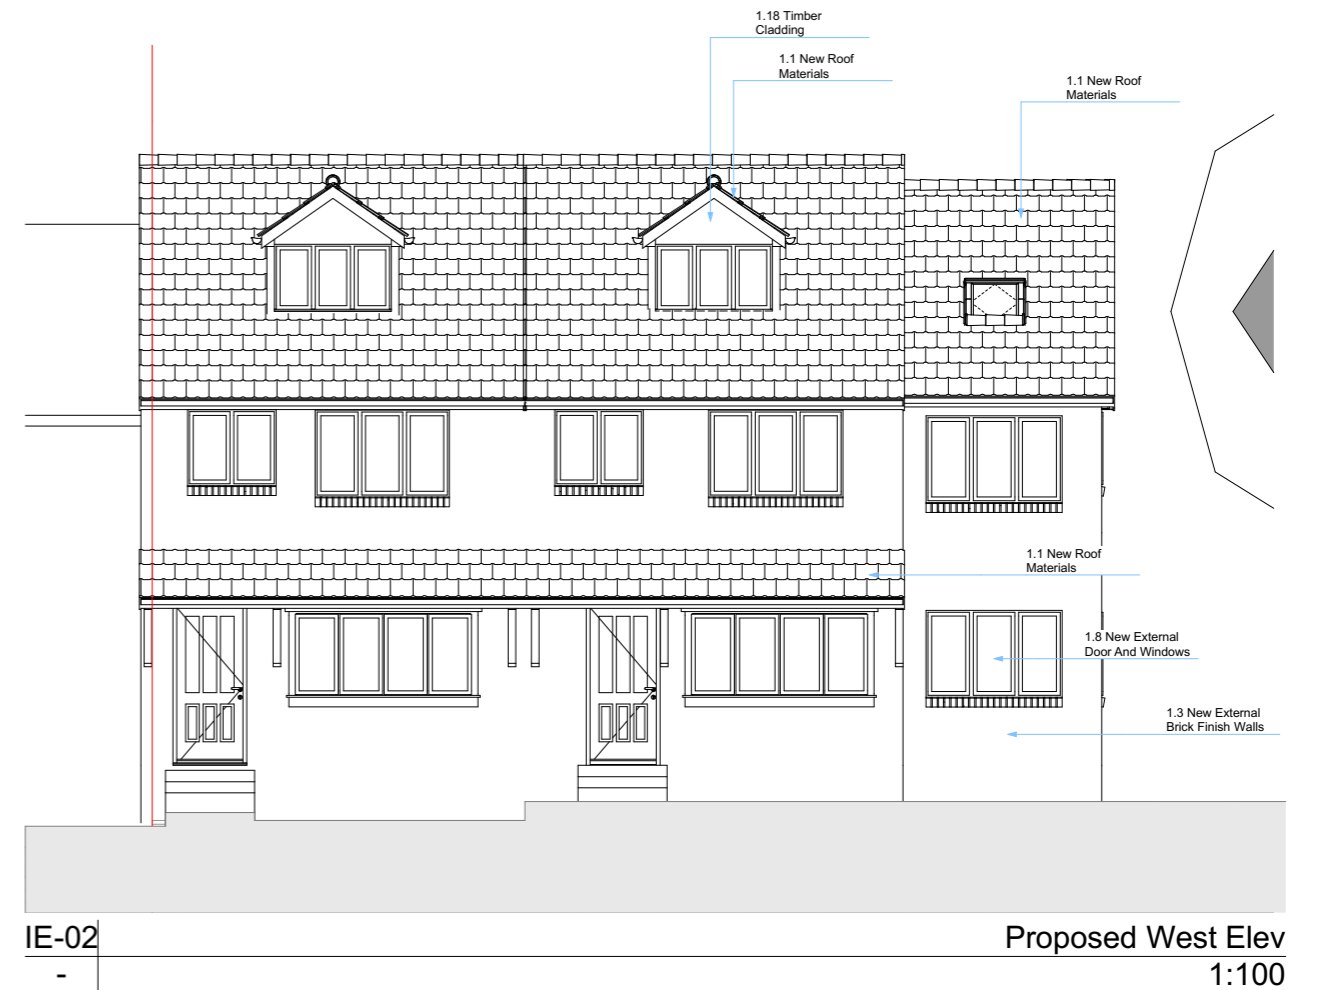 1.18 Timber
Cladding
1.1 New Roof
Materials
1.1 New Roof
Materials
1.1 New Roof
Materials
1.8 New External
Door And Windows
1.3 New External
Brick Finish Walls
IE-02
Proposed West Elev
-
1:100